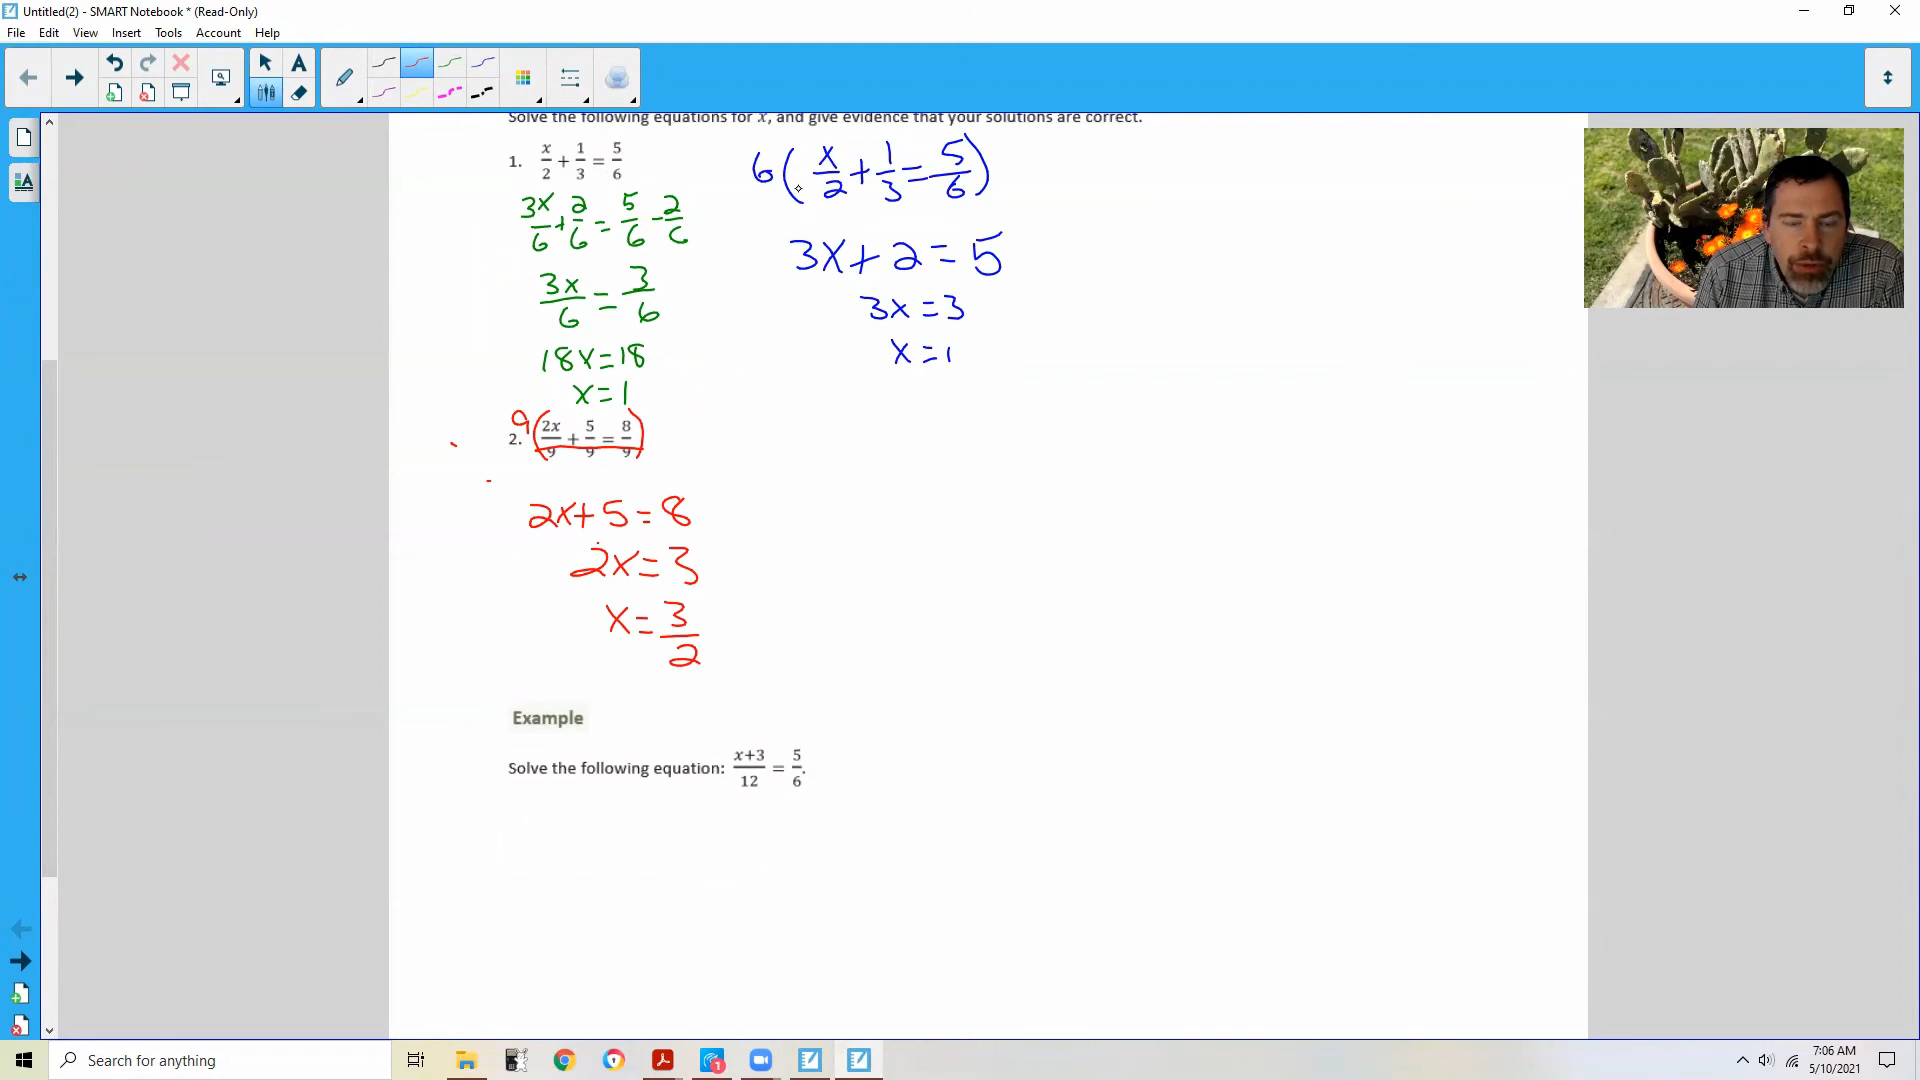 Untitled(2) - SMART Notebook * (Read-Only)
File Edit View Insert Tools Account Help
Solve the following equations for x, and give evidence that your solutions are correct.
1. x/2 + 1/3 = 5/6
3x/6 + 2/6 = 5/6 - 2/6
3x/6 = 3/6
18x = 18
x = 1
6 ( x/2 + 1/3 = 5/6 )
3x + 2 = 5
3x = 3
x = 1
9
2. ( 2x/9 + 5/9 = 8/9 )
2x + 5 = 8
2x = 3
x = 3/2
Example
Solve the following equation: x+3/12 = 5/6.
Search for anything
1
7:06 AM
5/10/2021